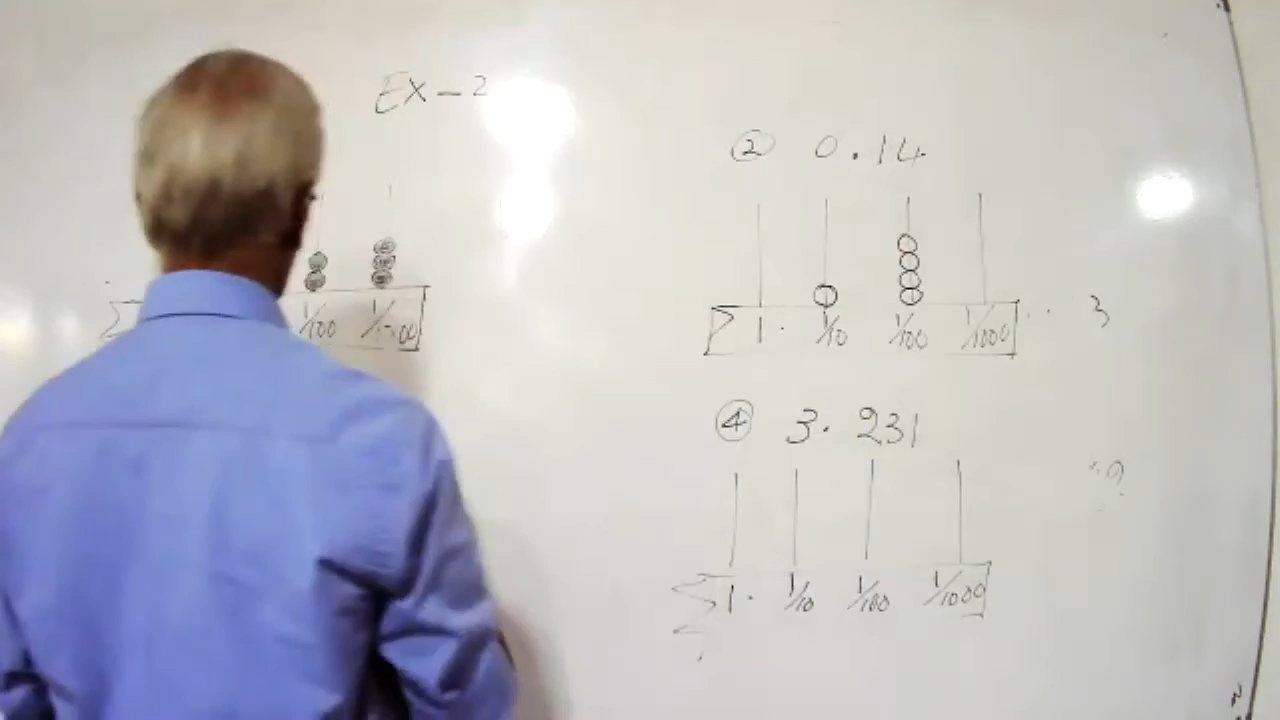 Ex-2
1/100 1/1000
② 0.14
1. 1/10 1/100 1/1000 3
④ 3.231
1. 1/10 1/100 1/1000